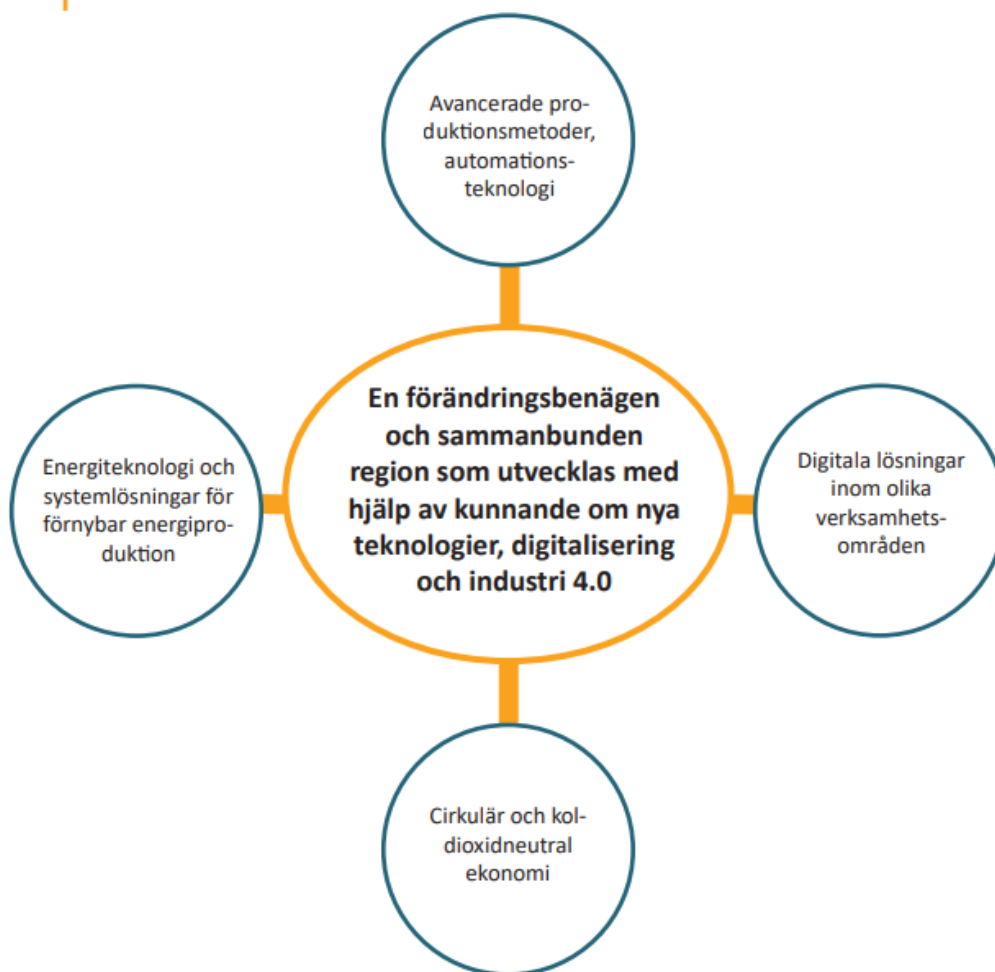 Avancerade pro-
duktionsmetoder,
automations-
teknologi
En förändringsbenägen
och sammanbunden
region som utvecklas med
hjälp av kunnande om nya
teknologier, digitalisering
och industri 4.0
Energiteknologi och
systemlösningar för
förnybar energipro-
duktion
Digitala lösningar
inom olika
verksamhets-
områden
Cirkulär och kol-
dioxidneutral
ekonomi